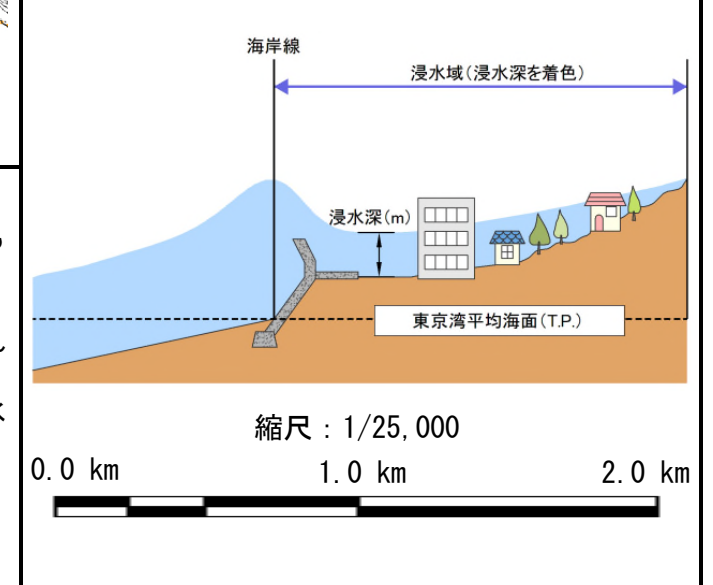 海岸線
浸水域(浸水深を着色)
浸水深(m)
東京湾平均海面(T.P.)
縮尺:1/25,000
0.0 km 1.0 km 2.0 km